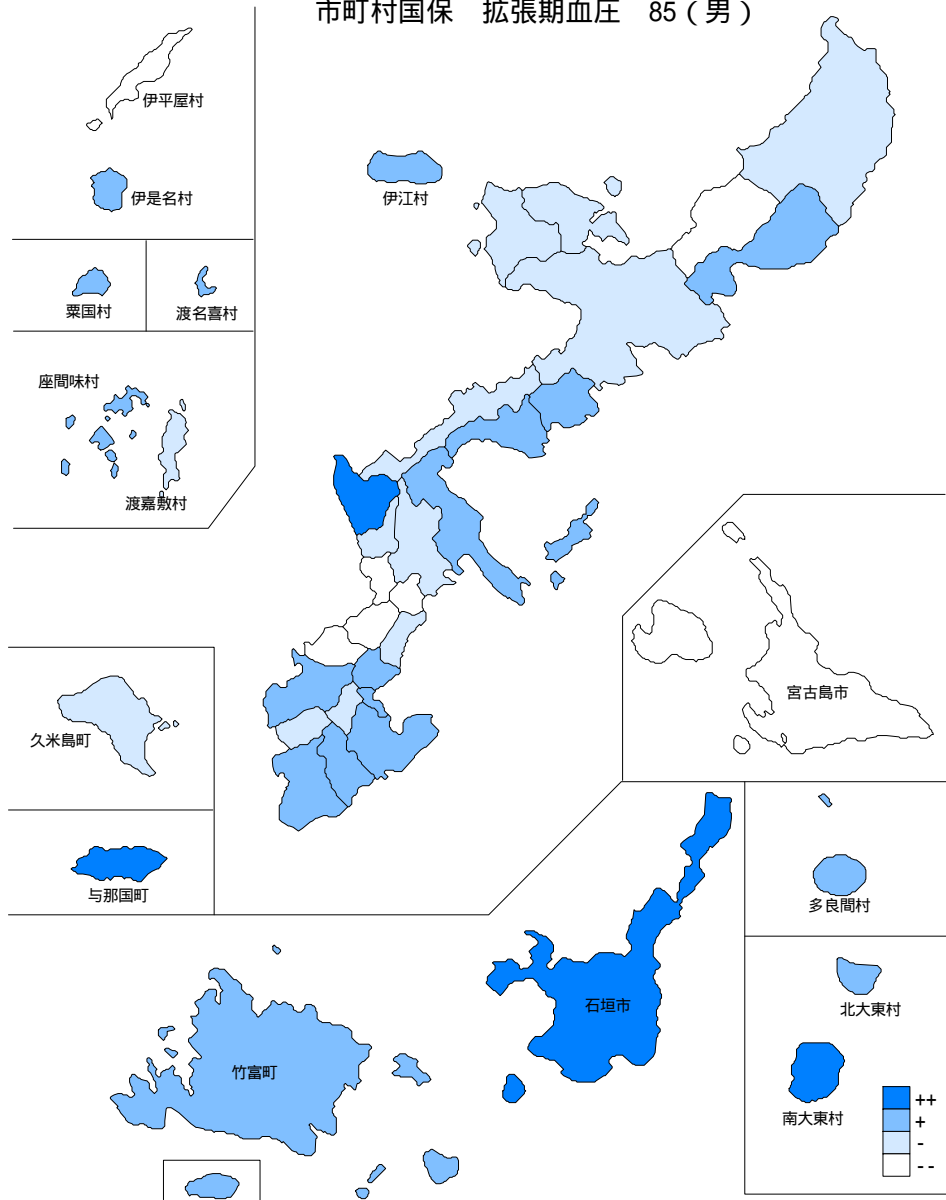 市町村国保　拡張期血圧　85（男）
伊平屋村
伊是名村
伊江村
粟国村
渡名喜村
座間味村
渡嘉敷村
宮古島市
久米島町
与那国町
多良間村
石垣市
北大東村
竹富町
南大東村
++
+
-
--